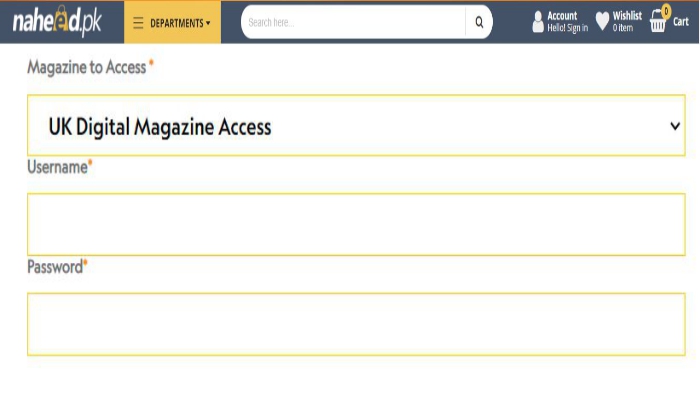 naheed.pk
DEPARTMENTS
Search here...
Account
Hello! Sign in
Wishlist
0 item
0
Cart
Magazine to Access *
UK Digital Magazine Access
Username*
Password*